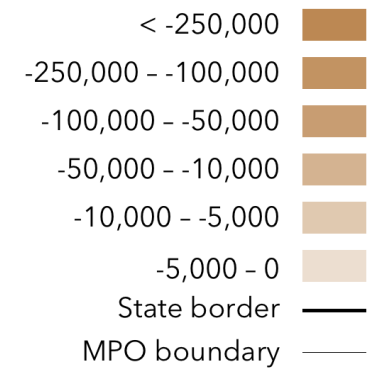 < -250,000
-250,000 – -100,000
-100,000 – -50,000
-50,000 – -10,000
-10,000 – -5,000
-5,000 – 0
State border
MPO boundary